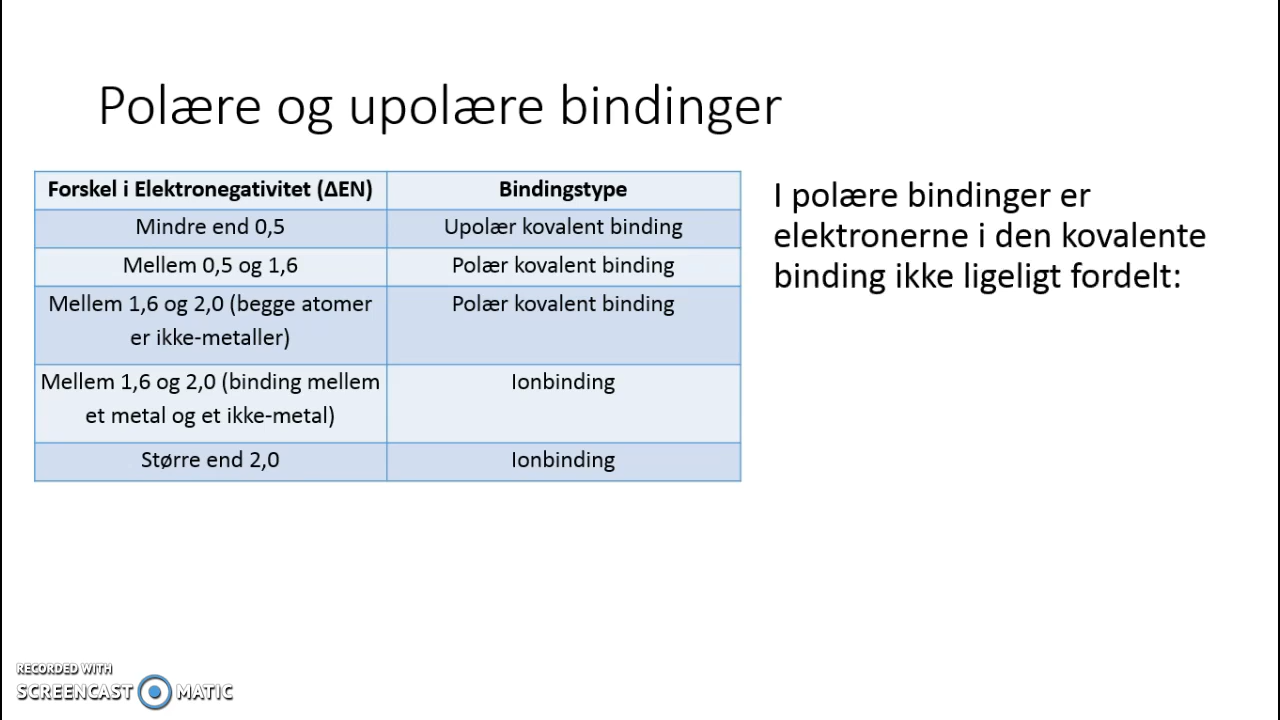 Polære og upolære bindinger
Forskel i Elektronegativitet (ΔEN)
Bindingstype
Mindre end 0,5
Upolær kovalent binding
Mellem 0,5 og 1,6
Polær kovalent binding
Mellem 1,6 og 2,0 (begge atomer
er ikke-metaller)
Polær kovalent binding
Mellem 1,6 og 2,0 (binding mellem
et metal og et ikke-metal)
Ionbinding
Større end 2,0
Ionbinding
I polære bindinger er
elektronerne i den kovalente
binding ikke ligeligt fordelt:
RECORDED WITH
SCREENCAST MATIC